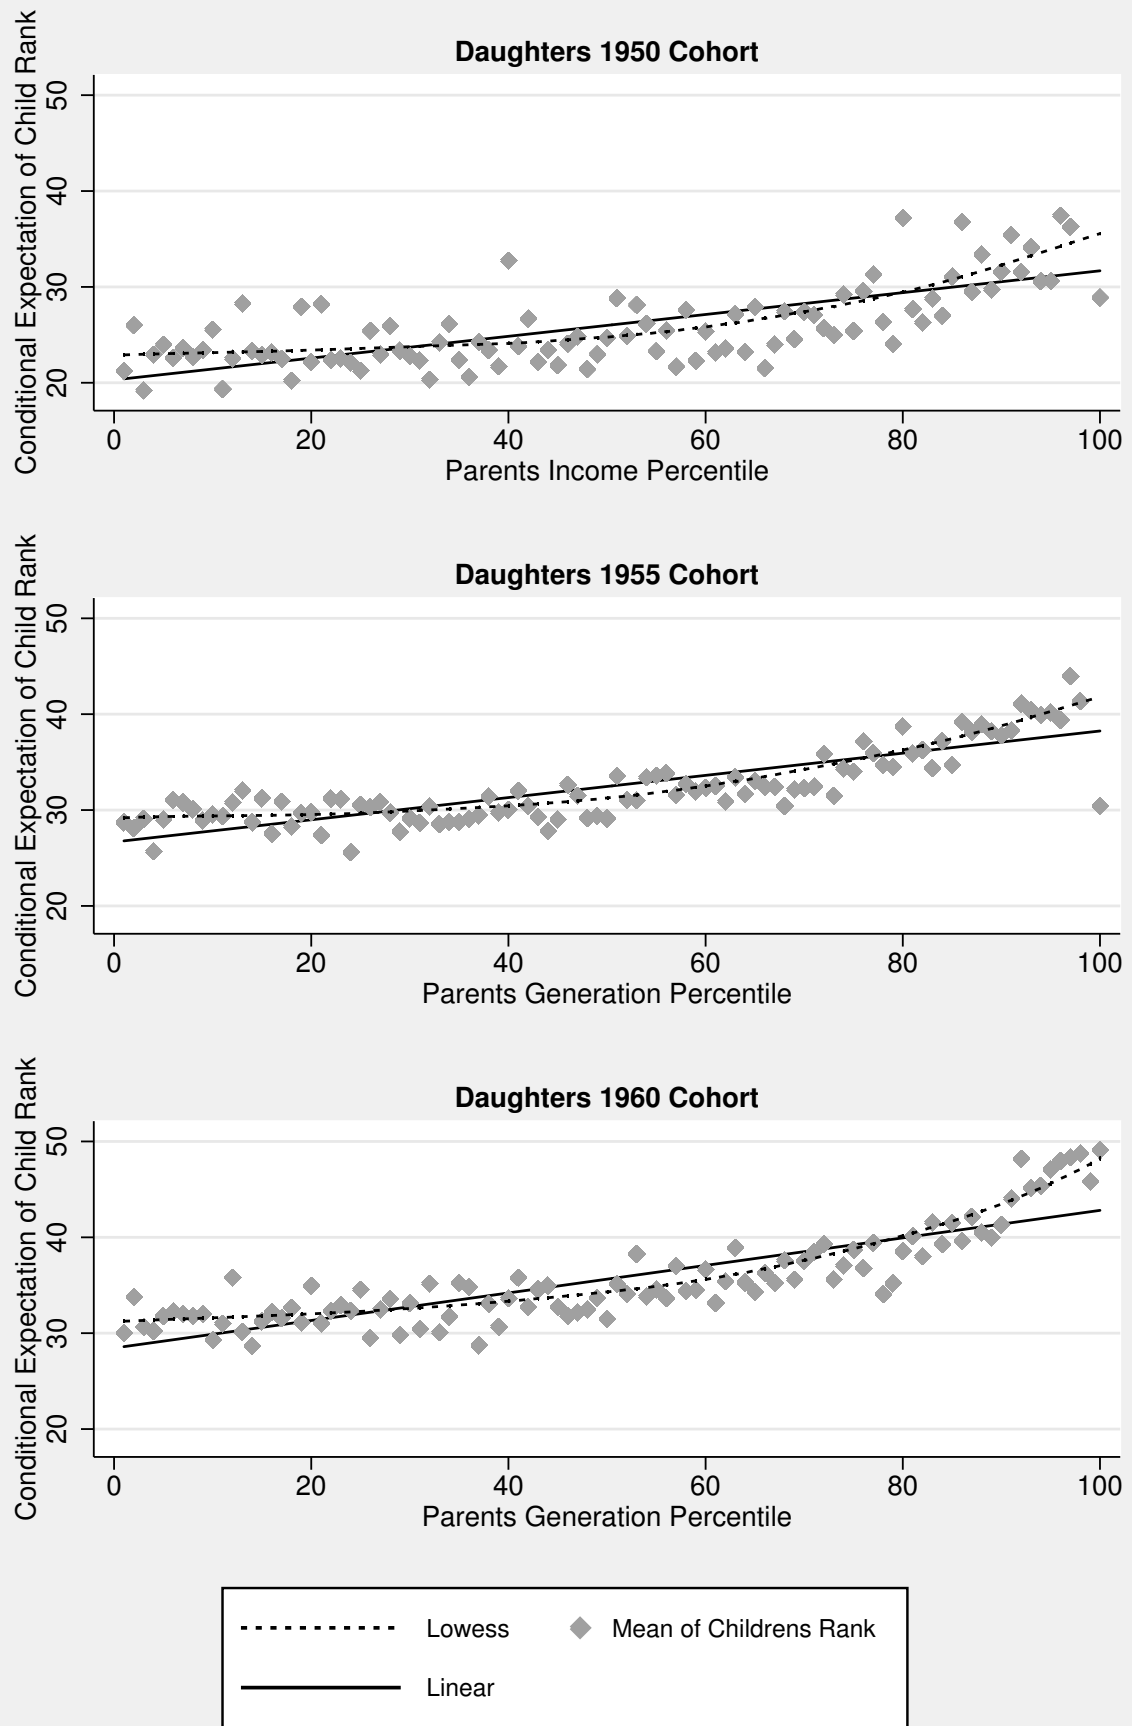 Daughters 1950 Cohort
Conditional Expectation of Child Rank
50
40
30
20
0 20 40 60 80 100
Parents Income Percentile
Daughters 1955 Cohort
Conditional Expectation of Child Rank
50
40
30
20
0 20 40 60 80 100
Parents Generation Percentile
Daughters 1960 Cohort
Conditional Expectation of Child Rank
50
40
30
20
0 20 40 60 80 100
Parents Generation Percentile
Lowess Mean of Childrens Rank
Linear